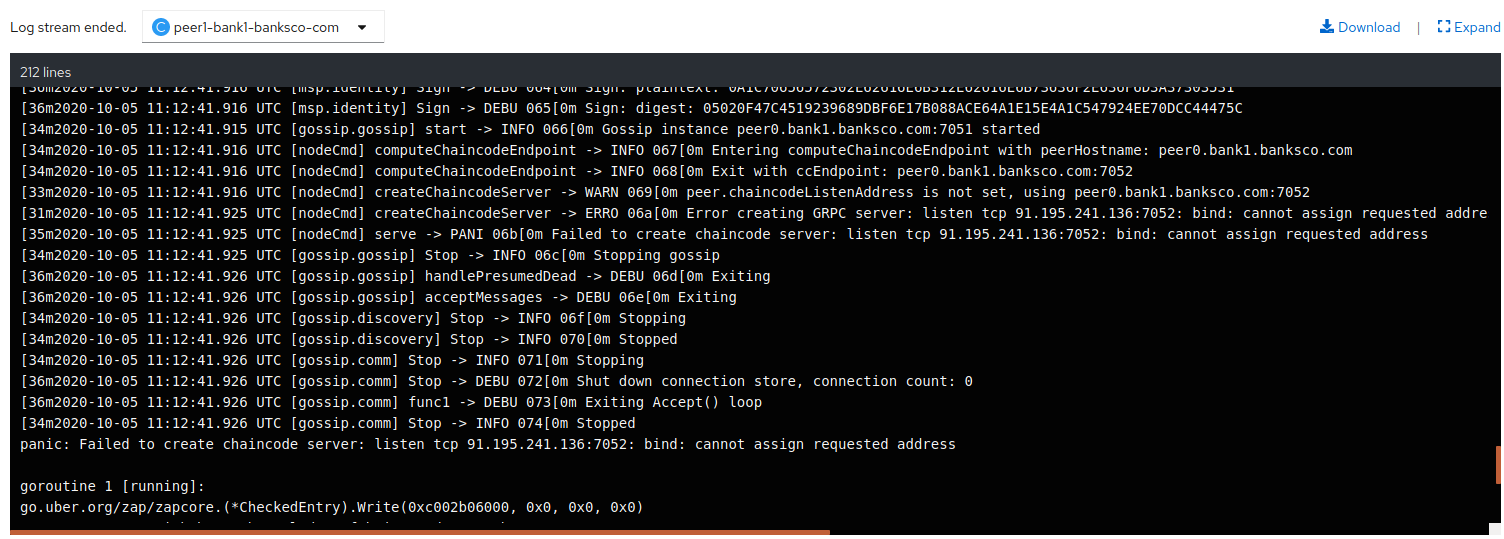 Log stream ended.
C peer1-bank1-banksco-com
Download | Expand
212 lines
[36m2020-10-05 11:12:41.916 UTC [msp.identity] Sign -> DEBU 064[0m Sign: plaintext:
[36m2020-10-05 11:12:41.916 UTC [msp.identity] Sign -> DEBU 065[0m Sign: digest: 05020F47C4519239689DBF6E17B088ACE64A1E15E4A1C547924EE70DCC44475C
[34m2020-10-05 11:12:41.915 UTC [gossip.gossip] start -> INFO 066[0m Gossip instance peer0.bank1.banksco.com:7051 started
[34m2020-10-05 11:12:41.916 UTC [nodeCmd] computeChaincodeEndpoint -> INFO 067[0m Entering computeChaincodeEndpoint with peerHostname: peer0.bank1.banksco.com
[34m2020-10-05 11:12:41.916 UTC [nodeCmd] computeChaincodeEndpoint -> INFO 068[0m Exit with ccEndpoint: peer0.bank1.banksco.com:7052
[33m2020-10-05 11:12:41.916 UTC [nodeCmd] createChaincodeServer -> WARN 069[0m peer.chaincodeListenAddress is not set, using peer0.bank1.banksco.com:7052
[31m2020-10-05 11:12:41.925 UTC [nodeCmd] createChaincodeServer -> ERRO 06a[0m Error creating GRPC server: listen tcp 91.195.241.136:7052: bind: cannot assign requested addre
[35m2020-10-05 11:12:41.925 UTC [nodeCmd] serve -> PANI 06b[0m Failed to create chaincode server: listen tcp 91.195.241.136:7052: bind: cannot assign requested address
[34m2020-10-05 11:12:41.925 UTC [gossip.gossip] Stop -> INFO 06c[0m Stopping gossip
[36m2020-10-05 11:12:41.926 UTC [gossip.gossip] handlePresumedDead -> DEBU 06d[0m Exiting
[36m2020-10-05 11:12:41.926 UTC [gossip.gossip] acceptMessages -> DEBU 06e[0m Exiting
[34m2020-10-05 11:12:41.926 UTC [gossip.discovery] Stop -> INFO 06f[0m Stopping
[34m2020-10-05 11:12:41.926 UTC [gossip.discovery] Stop -> INFO 070[0m Stopped
[34m2020-10-05 11:12:41.926 UTC [gossip.comm] Stop -> INFO 071[0m Stopping
[36m2020-10-05 11:12:41.926 UTC [gossip.comm] Stop -> DEBU 072[0m Shut down connection store, connection count: 0
[36m2020-10-05 11:12:41.926 UTC [gossip.comm] func1 -> DEBU 073[0m Exiting Accept() loop
[34m2020-10-05 11:12:41.926 UTC [gossip.comm] Stop -> INFO 074[0m Stopped
panic: Failed to create chaincode server: listen tcp 91.195.241.136:7052: bind: cannot assign requested address
goroutine 1 [running]:
go.uber.org/zap/zapcore.(*CheckedEntry).Write(0xc002b06000, 0x0, 0x0, 0x0)